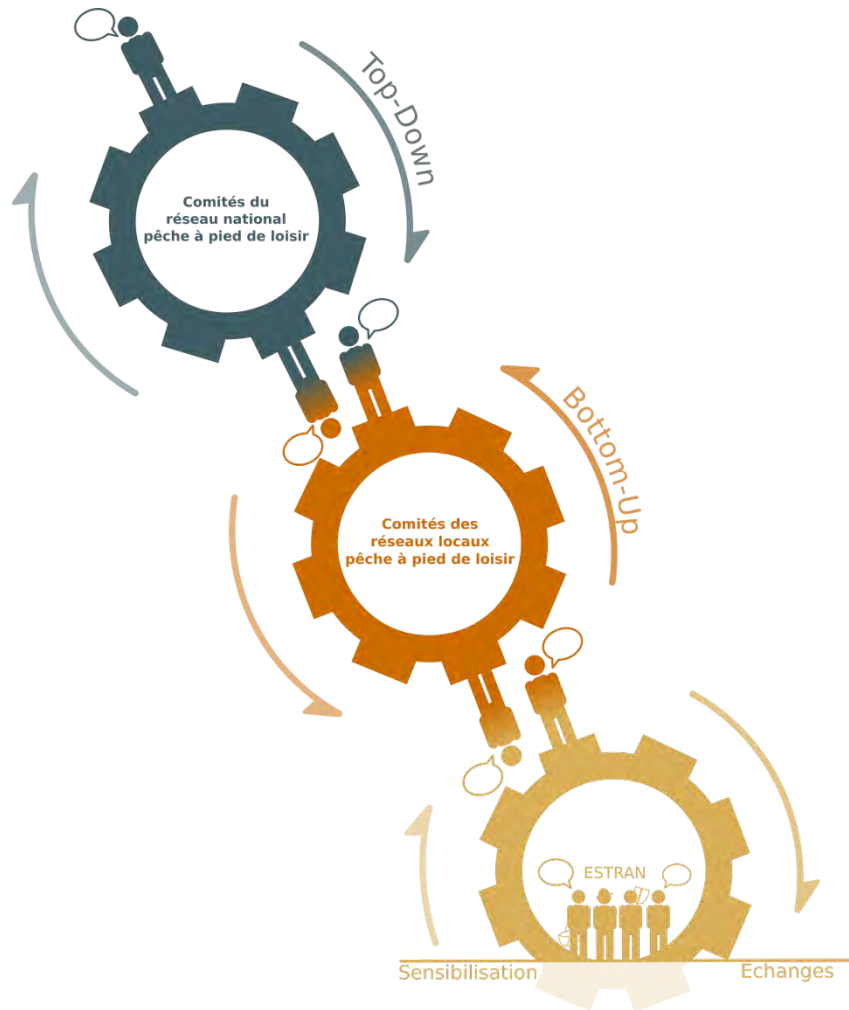 Top-Down
Comités du
réseau national
pêche à pied de loisir
Bottom-Up
Comités des
réseaux locaux
pêche à pied de loisir
ESTRAN
Sensibilisation
Echanges